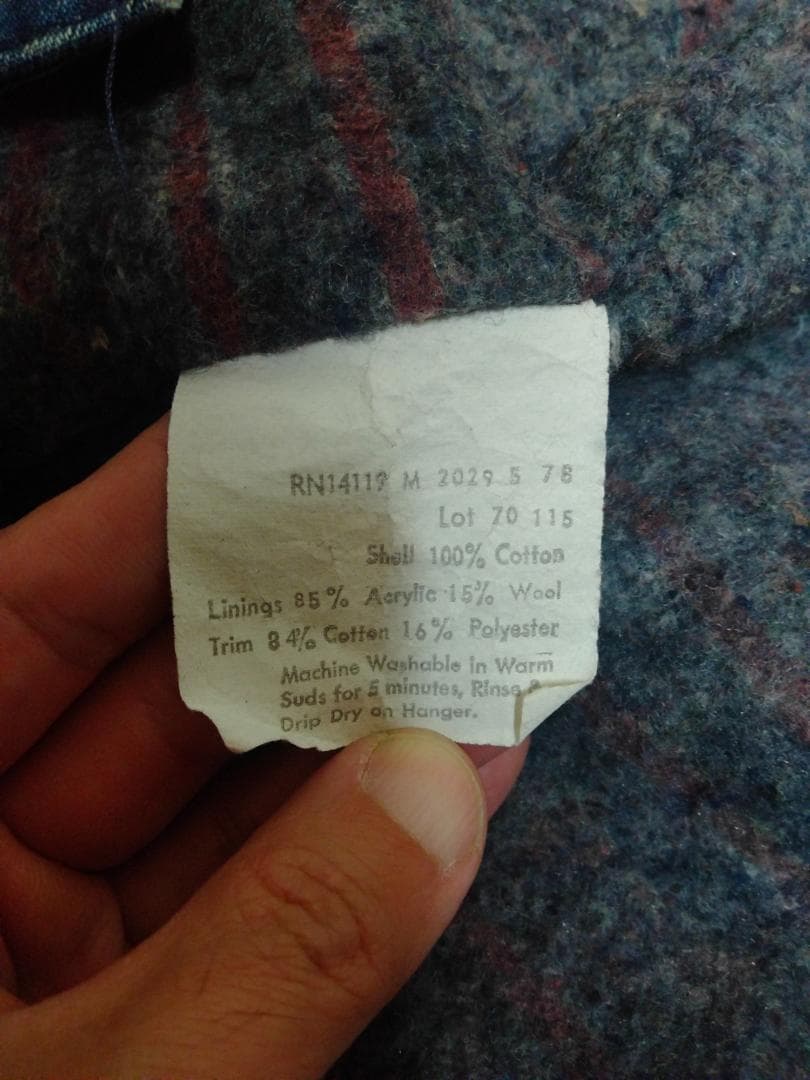 RN14119 M 2029 5 78
Lot 70 115
Shell 100% Cotton
Linings 85% Acrylic 15% Wool
Trim 84% Cotton 16% Polyester
Machine Washable in Warm
Suds for 5 minutes, Rinse &
Drip Dry on Hanger.